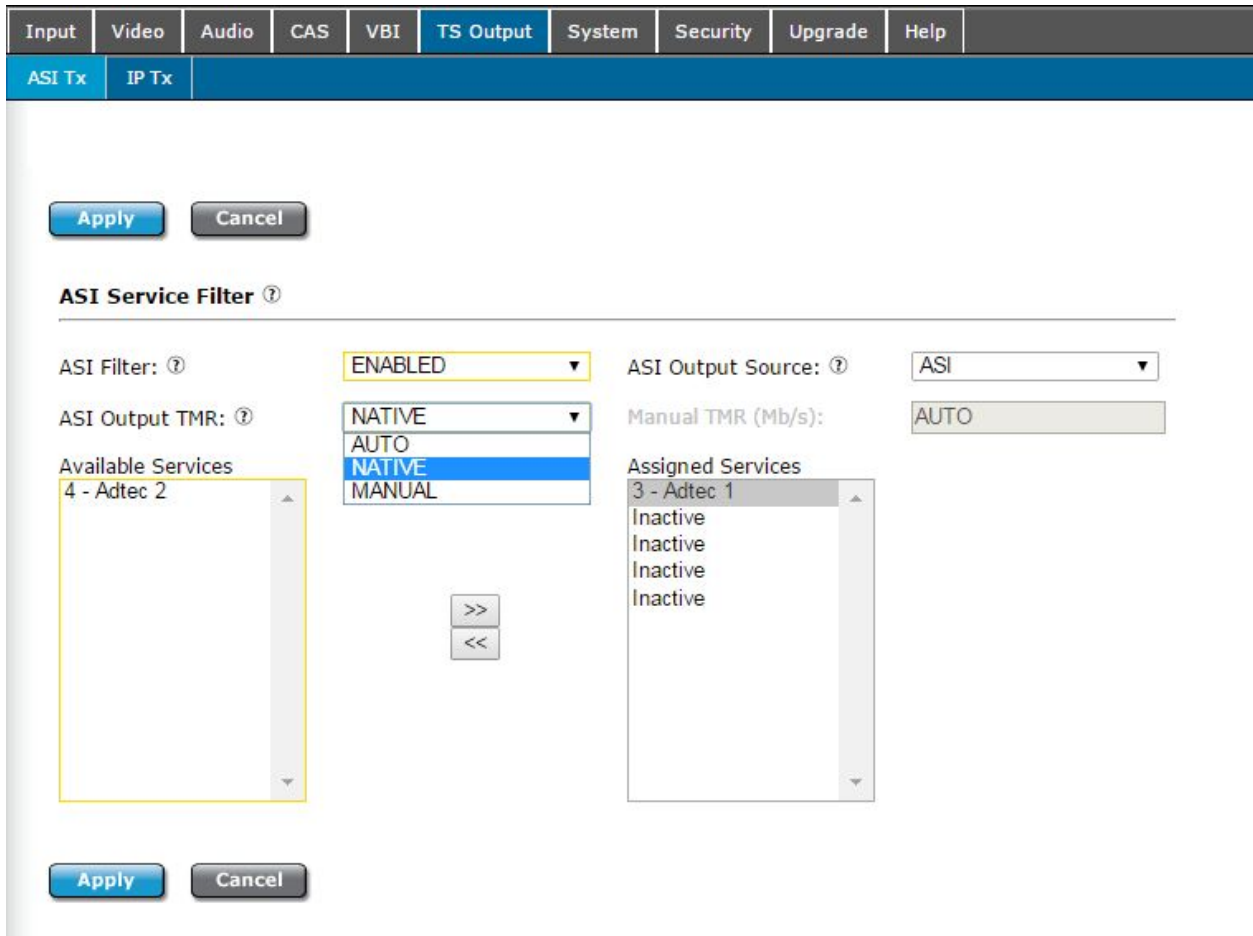 Input Video Audio CAS VBI TS Output System Security Upgrade Help
ASI Tx IP Tx
Apply Cancel
ASI Service Filter ?
ASI Filter: ? ENABLED ASI Output Source: ? ASI
ASI Output TMR: ? NATIVE Manual TMR (Mb/s): AUTO
AUTO
NATIVE
MANUAL
Available Services
4 - Adtec 2
Assigned Services
3 - Adtec 1
Inactive
Inactive
Inactive
Inactive
>>
<<
Apply Cancel